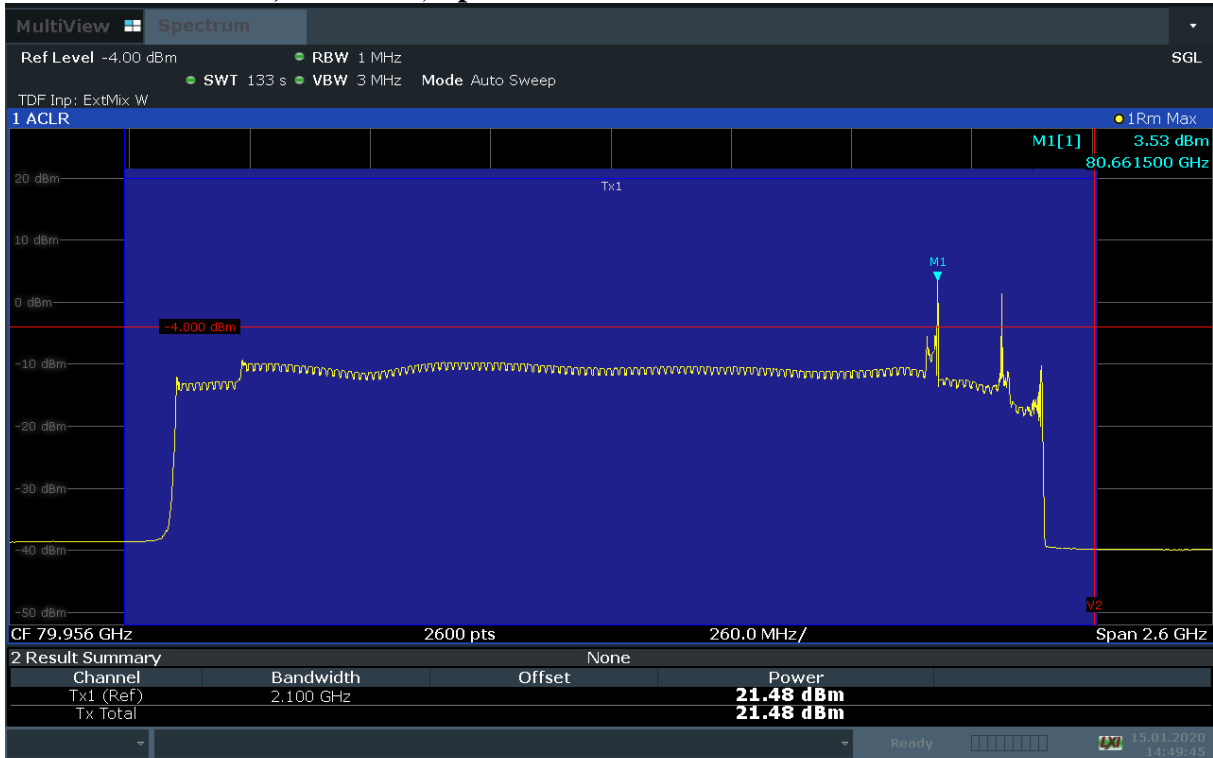 MultiView Spectrum
Ref Level -4.00 dBm RBW 1 MHz SGL
SWT 133 s VBW 3 MHz Mode Auto Sweep
TDF Inp: ExtMix W
1 ACLR 1Rm Max
M1[1] 3.53 dBm
80.661500 GHz
20 dBm
Tx1
10 dBm
M1
0 dBm
-4.000 dBm
-10 dBm
-20 dBm
-30 dBm
-40 dBm
-50 dBm
V2
CF 79.956 GHz 2600 pts 260.0 MHz/ Span 2.6 GHz
2 Result Summary None
Channel Bandwidth Offset Power
Tx1 (Ref) 2.100 GHz 21.48 dBm
Tx Total 21.48 dBm
Ready LXI 15.01.2020
14:49:45